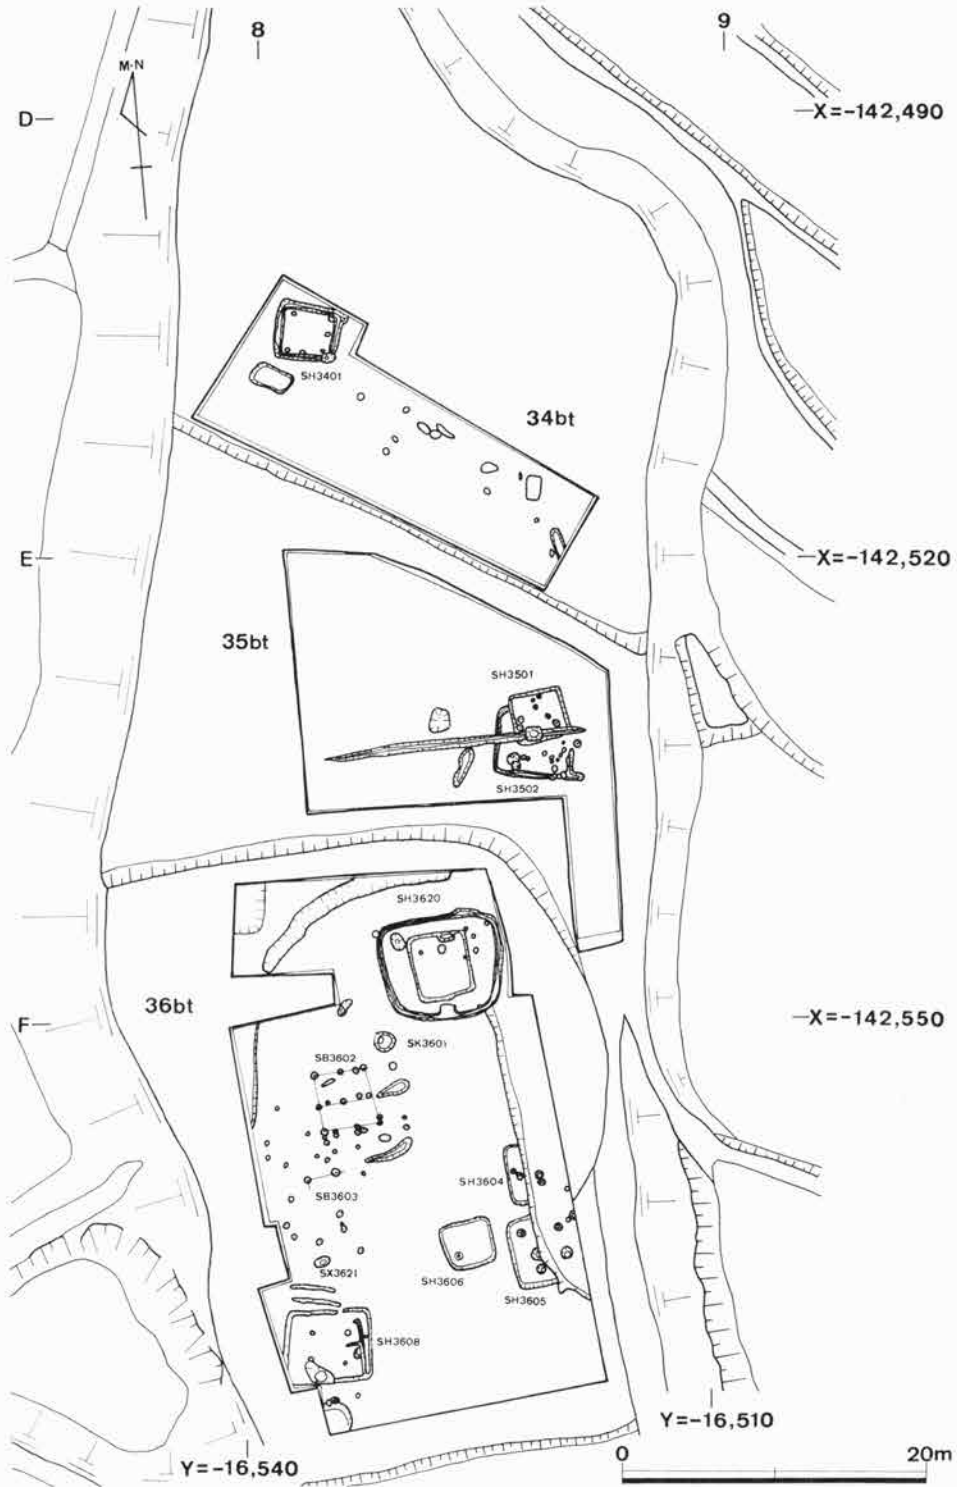 8
9
M·N
D
X=-142,490
SH3401
34bt
E
X=-142,520
35bt
SH3501
SH3502
SH3620
36bt
F
X=-142,550
SK3601
SB3602
SH3604
SB3603
SH3606
SX3621
SH3605
SH3608
Y=-16,510
Y=-16,540
0
20m